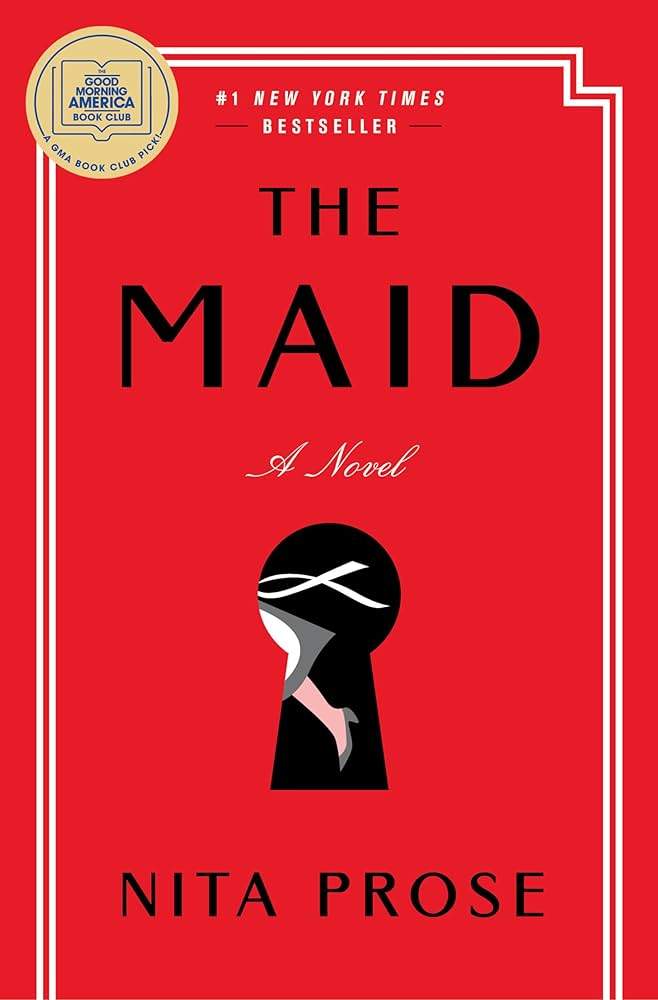 THE
GOOD
MORNING
AMERICA
BOOK CLUB
A GMA BOOK CLUB PICK!
#1 NEW YORK TIMES
BESTSELLER
THE
MAID
A Novel
NITA PROSE